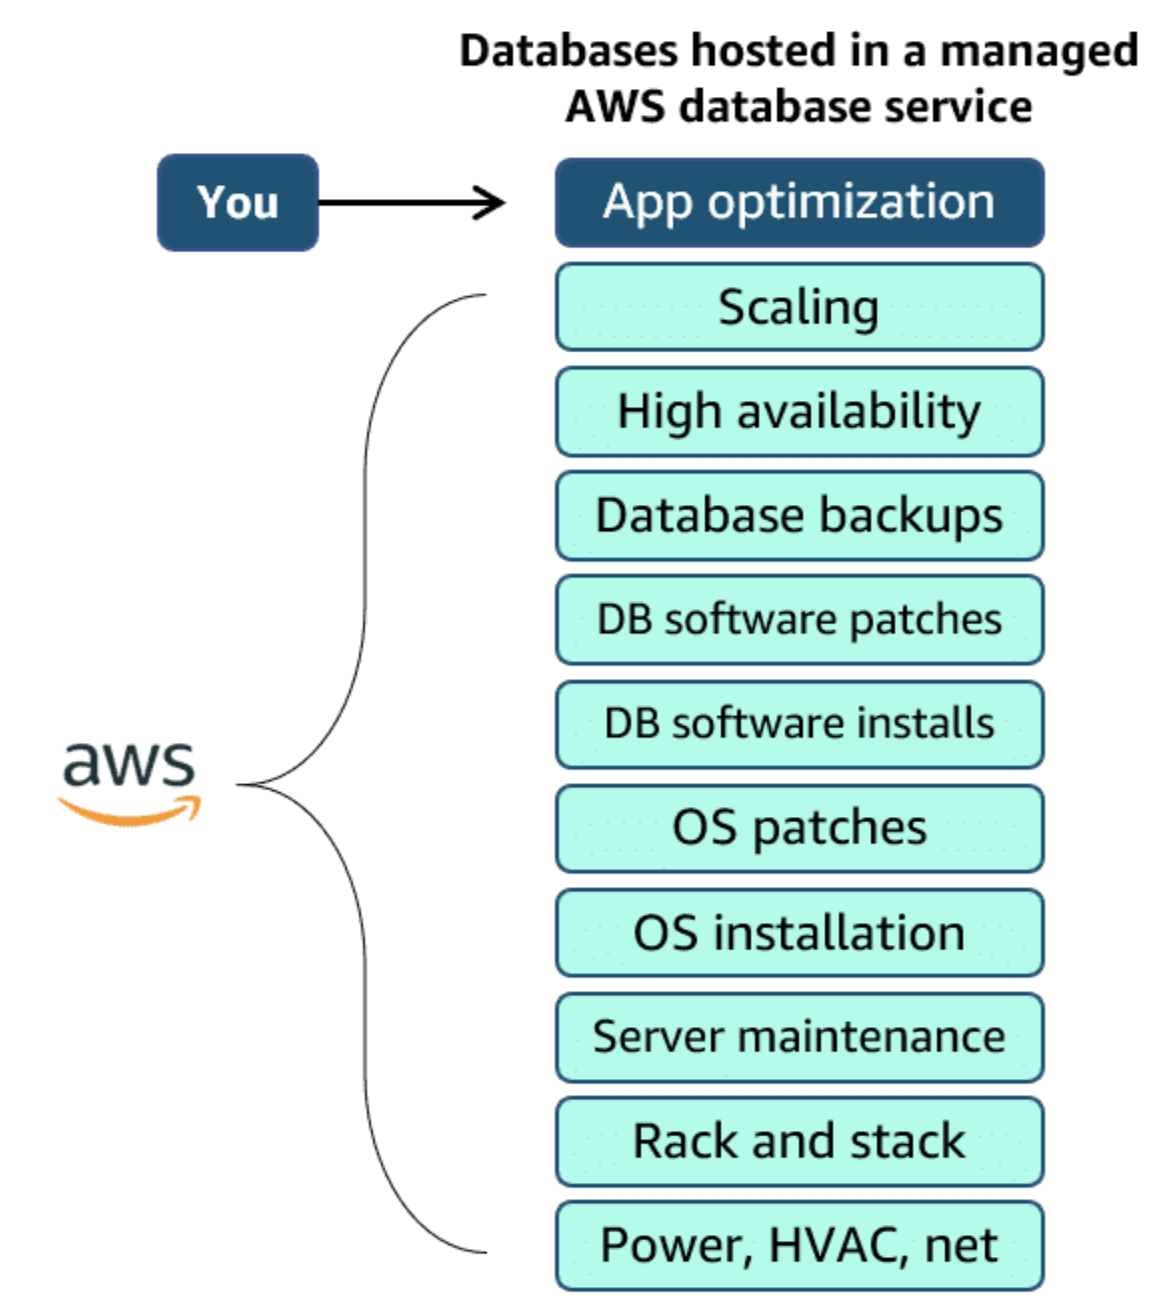 Databases hosted in a managed
AWS database service
You
App optimization
Scaling
High availability
Database backups
DB software patches
DB software installs
aws
OS patches
OS installation
Server maintenance
Rack and stack
Power, HVAC, net